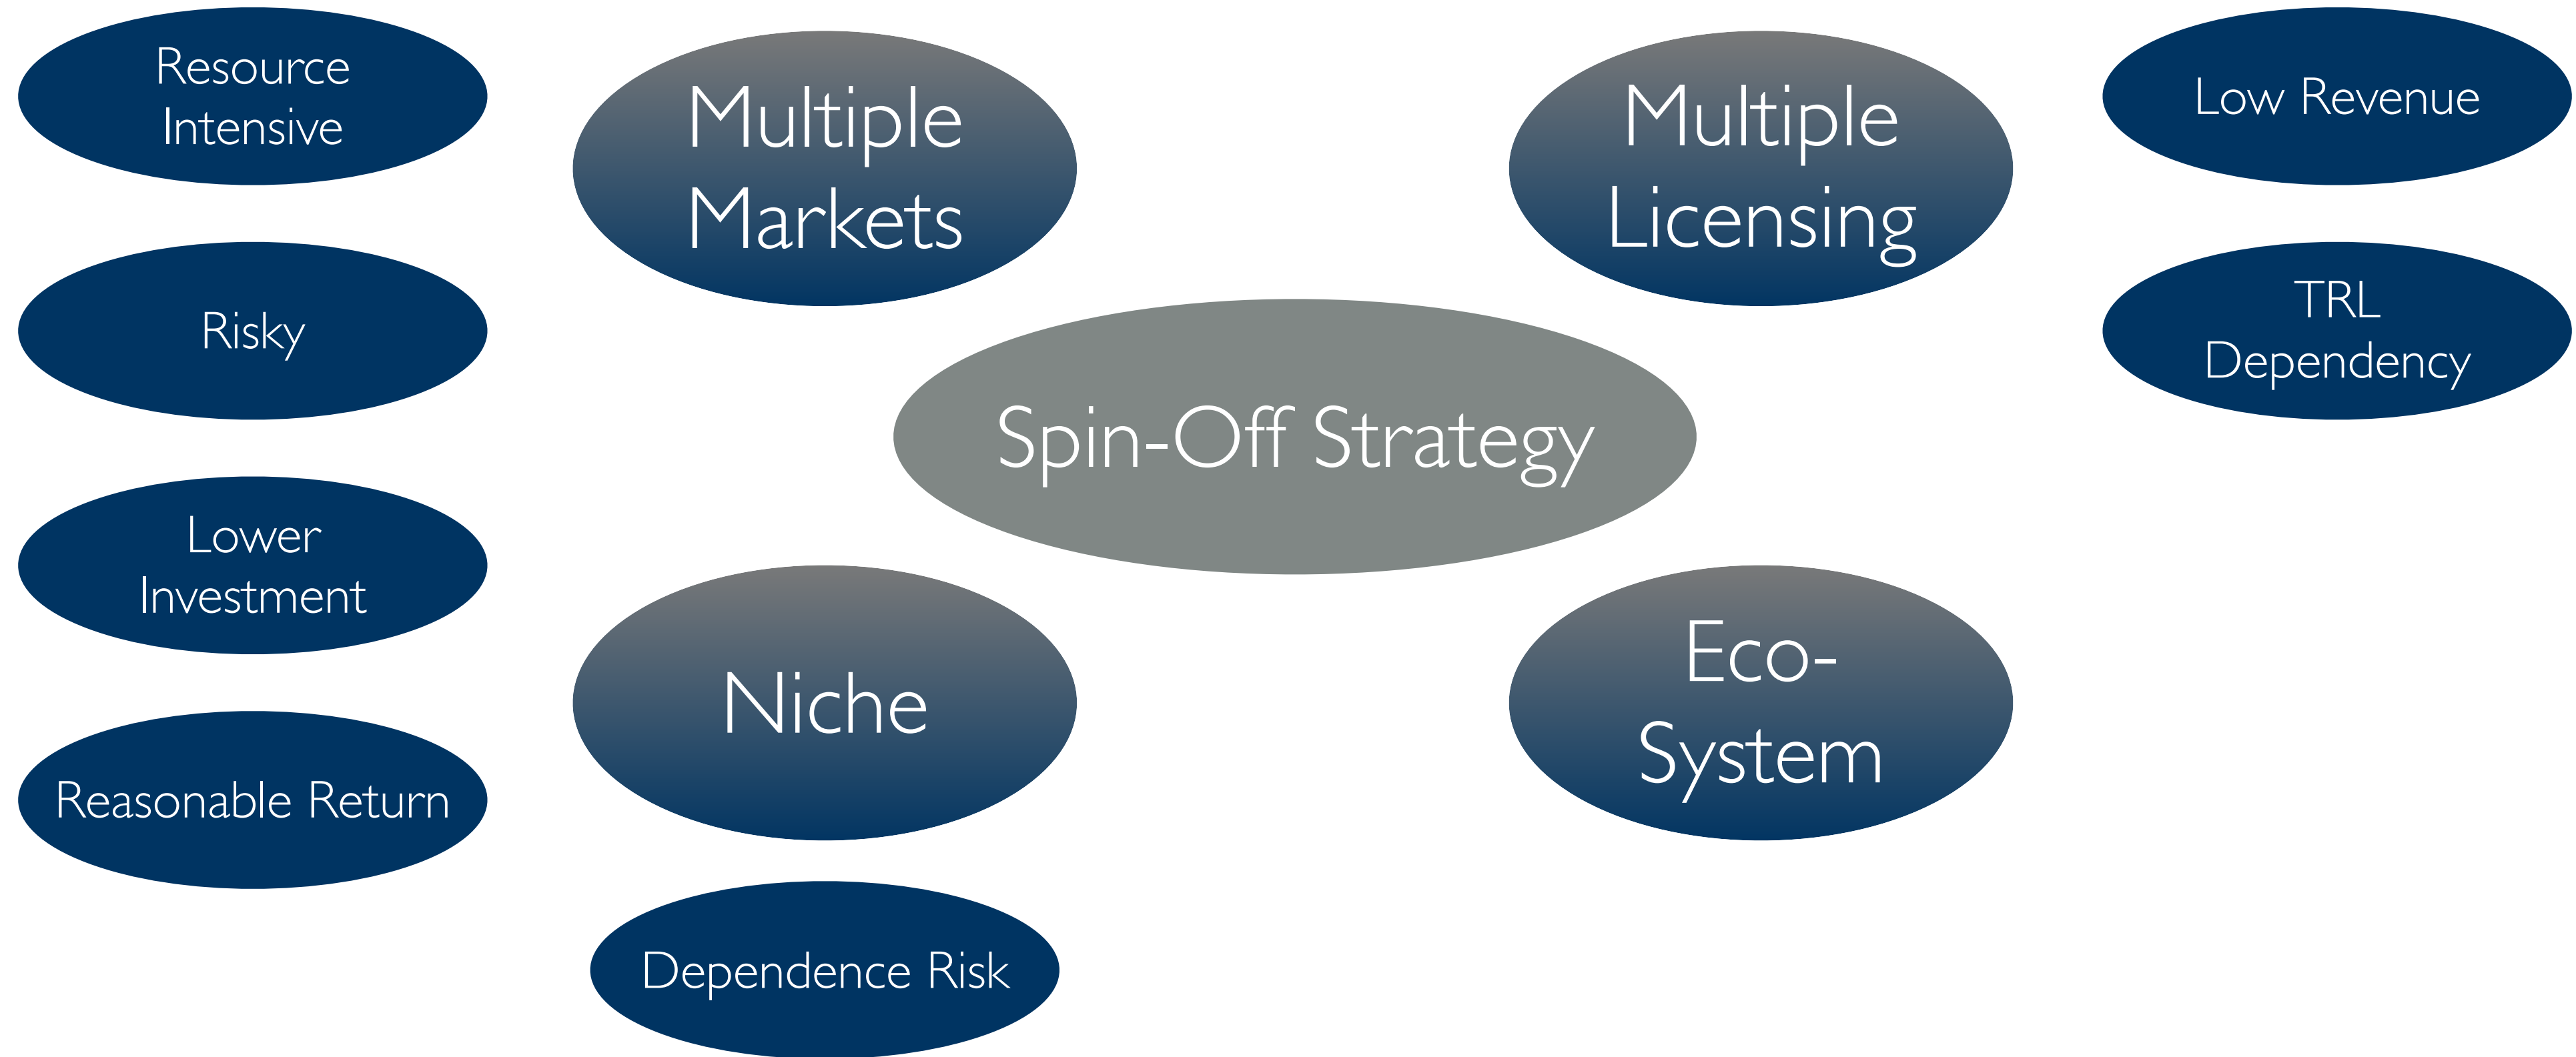 Resource
Intensive
Multiple
Markets
Multiple
Licensing
Low Revenue
Risky
TRL
Dependency
Spin-Off Strategy
Lower
Investment
Niche
Eco-
System
Reasonable Return
Dependence Risk